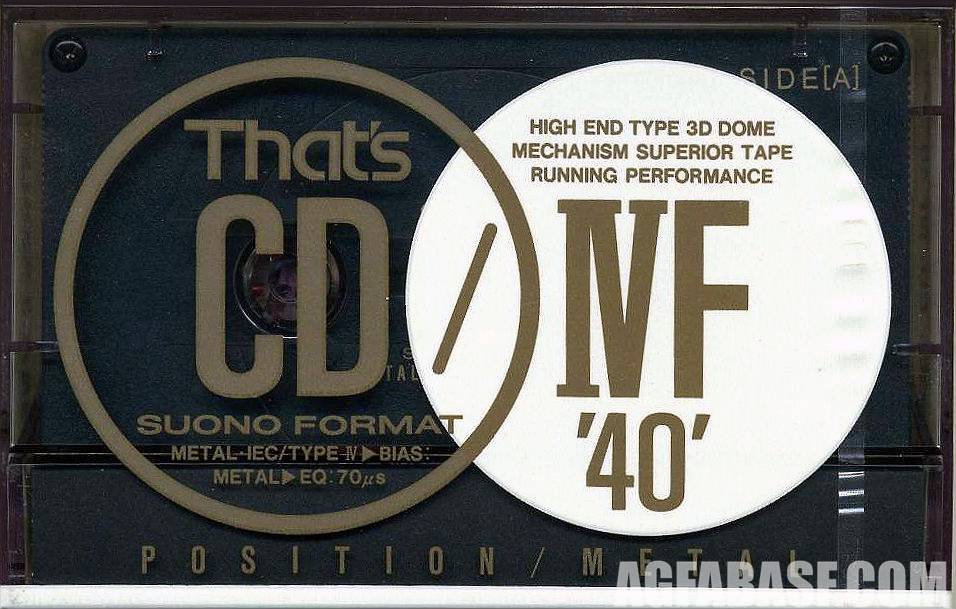 SIDE[A]
That's
CD/IVF
HIGH END TYPE 3D DOME
MECHANISM SUPERIOR TAPE
RUNNING PERFORMANCE
'40'
SUONO FORMAT
METAL-IEC/TYPE IV▶BIAS:
METAL▶EQ:70μs
POSITION/METAL
AGFABASE.COM